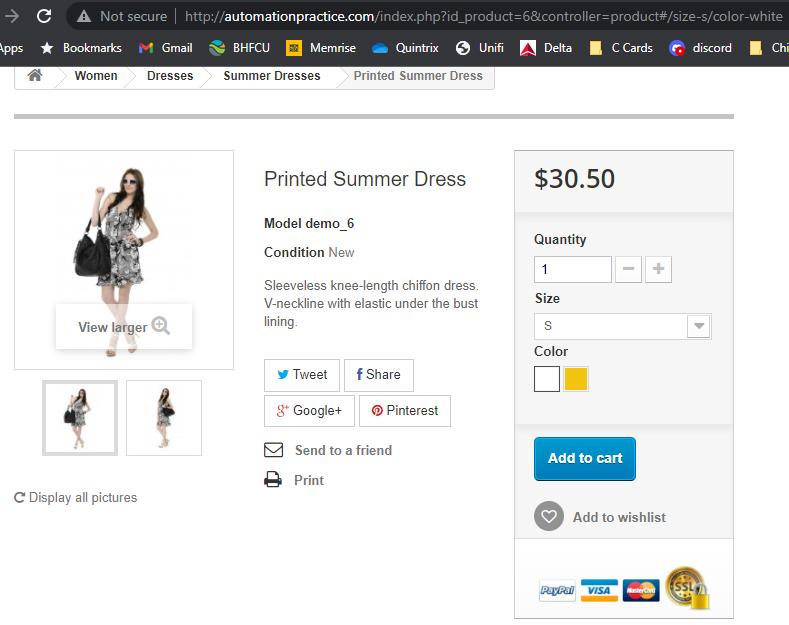 Not secure | http://automationpractice.com/index.php?id_product=6&controller=product#/size-s/color-white
Apps Bookmarks Gmail BHFCU Memrise Quintrix Unifi Delta C Cards discord
Women Dresses Summer Dresses Printed Summer Dress
View larger
Display all pictures
Printed Summer Dress
Model demo_6
Condition New
Sleeveless knee-length chiffon dress.
V-neckline with elastic under the bust
lining.
Tweet Share
Google+ Pinterest
Send to a friend
Print
$30.50
Quantity
1
Size
S
Color
Add to cart
Add to wishlist
PayPal VISA MasterCard SSL